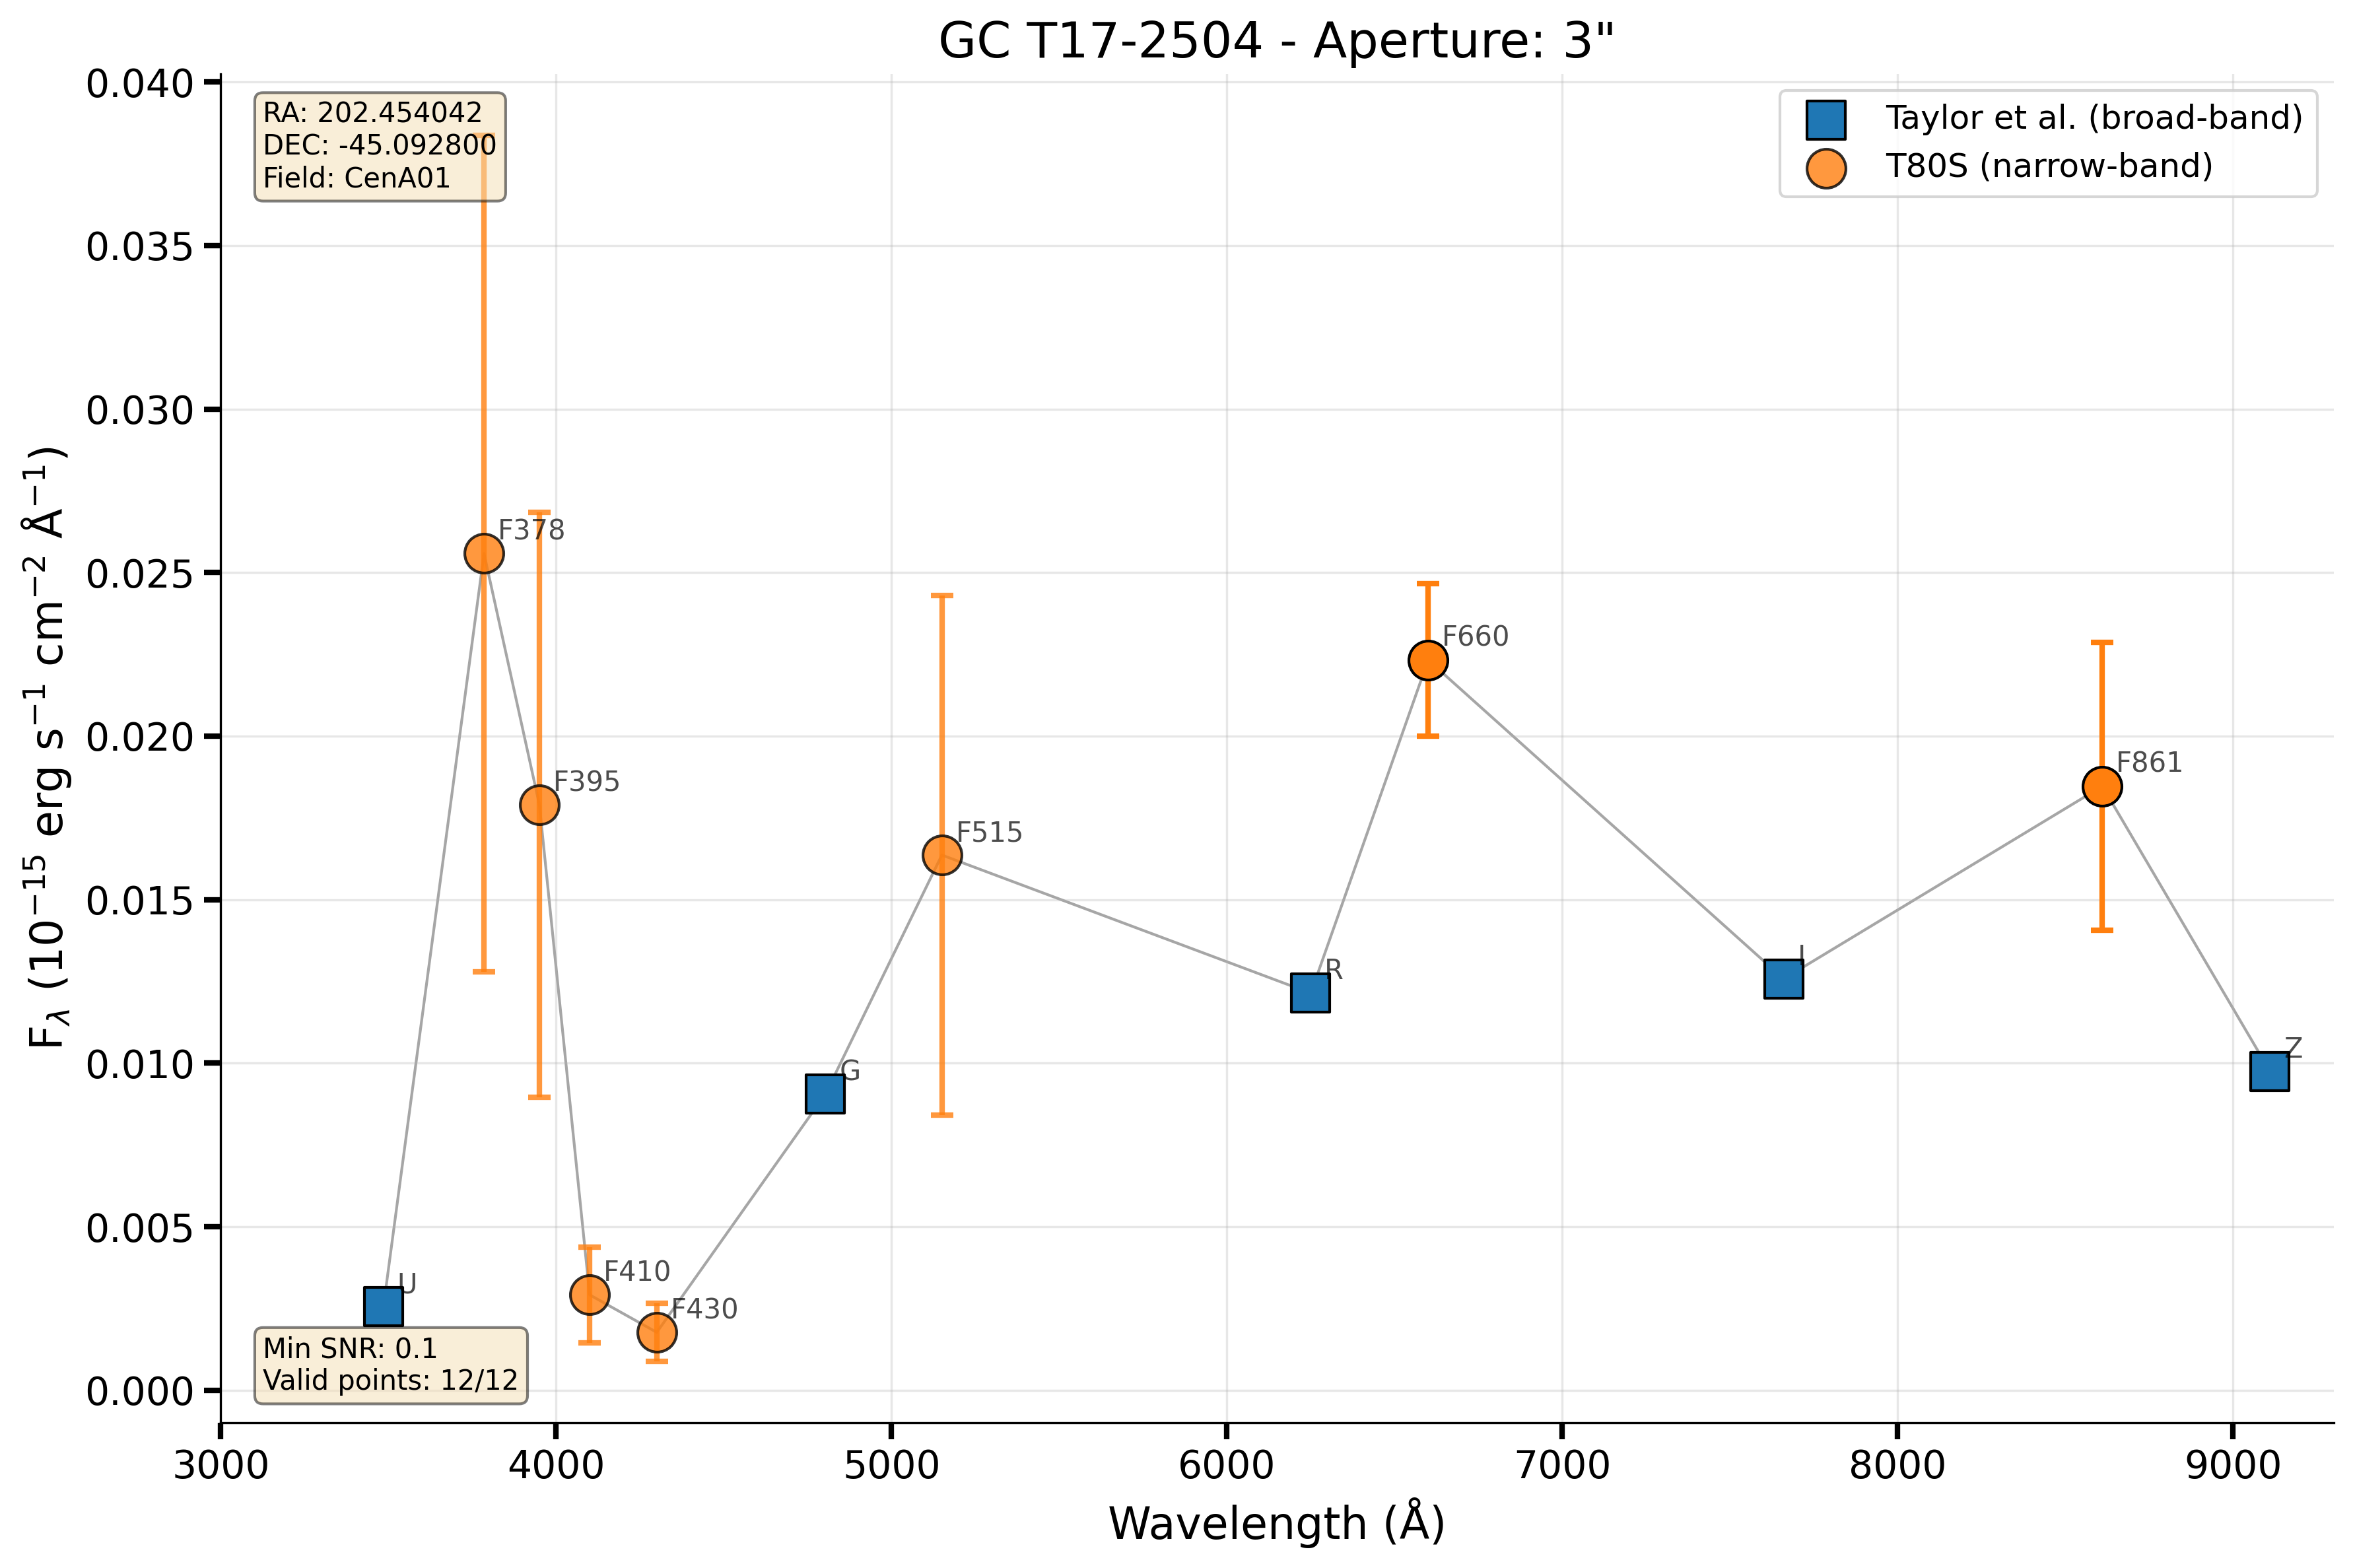 GC T17-2504 - Aperture: 3"
RA: 202.454042
DEC: -45.092800
Field: CenA01
Taylor et al. (broad-band)
T80S (narrow-band)
0.040
0.035
0.030
0.025
0.020
0.015
0.010
0.005
0.000
F_λ (10⁻¹⁵ erg s⁻¹ cm⁻² Å⁻¹)
F378
F395
F410
F430
F515
F660
F861
U
G
R
I
Z
Min SNR: 0.1
Valid points: 12/12
3000 4000 5000 6000 7000 8000 9000
Wavelength (Å)